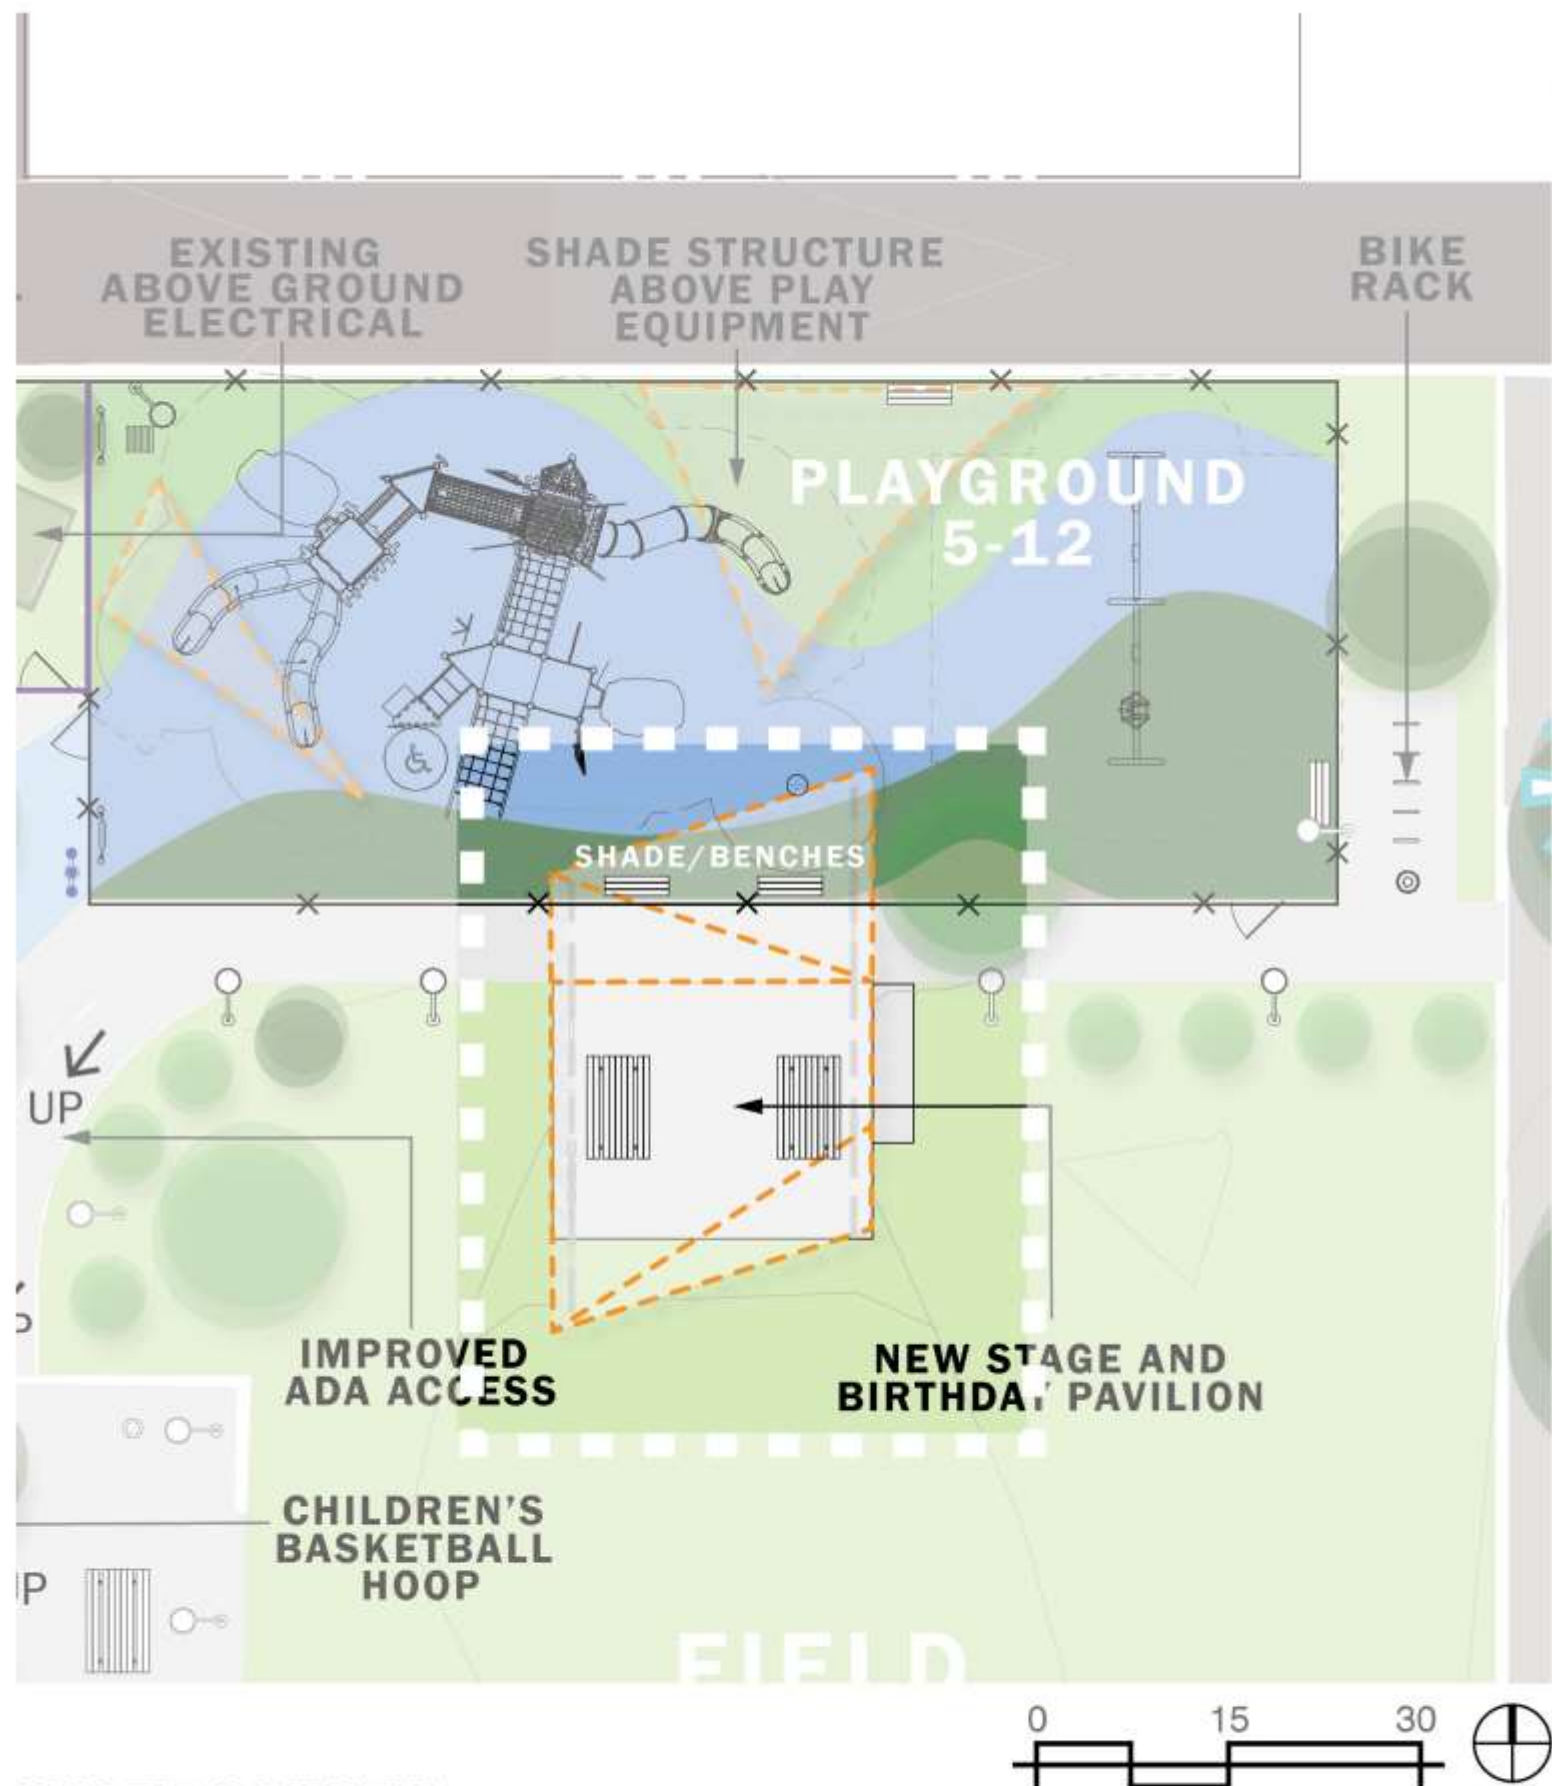 EXISTING
ABOVE GROUND
ELECTRICAL
SHADE STRUCTURE
ABOVE PLAY
EQUIPMENT
BIKE
RACK
PLAYGROUND
5-12
SHADE/BENCHES
UP
IMPROVED
ADA ACCESS
NEW STAGE AND
BIRTHDAY PAVILION
CHILDREN'S
BASKETBALL
HOOP
FIELD
0 15 30